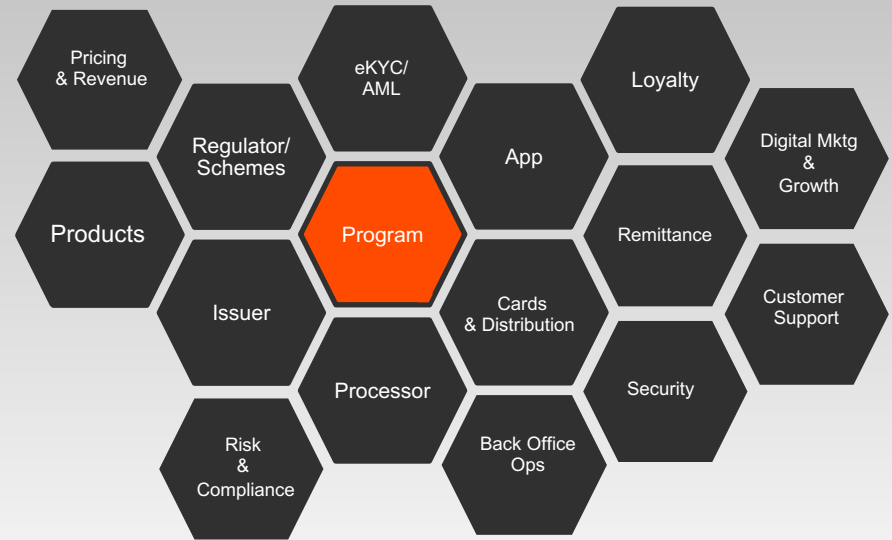 Pricing
& Revenue
eKYC/
AML
Loyalty
Regulator/
Schemes
App
Digital Mktg
&
Growth
Products
Program
Remittance
Issuer
Cards
& Distribution
Customer
Support
Processor
Security
Risk
&
Compliance
Back Office
Ops